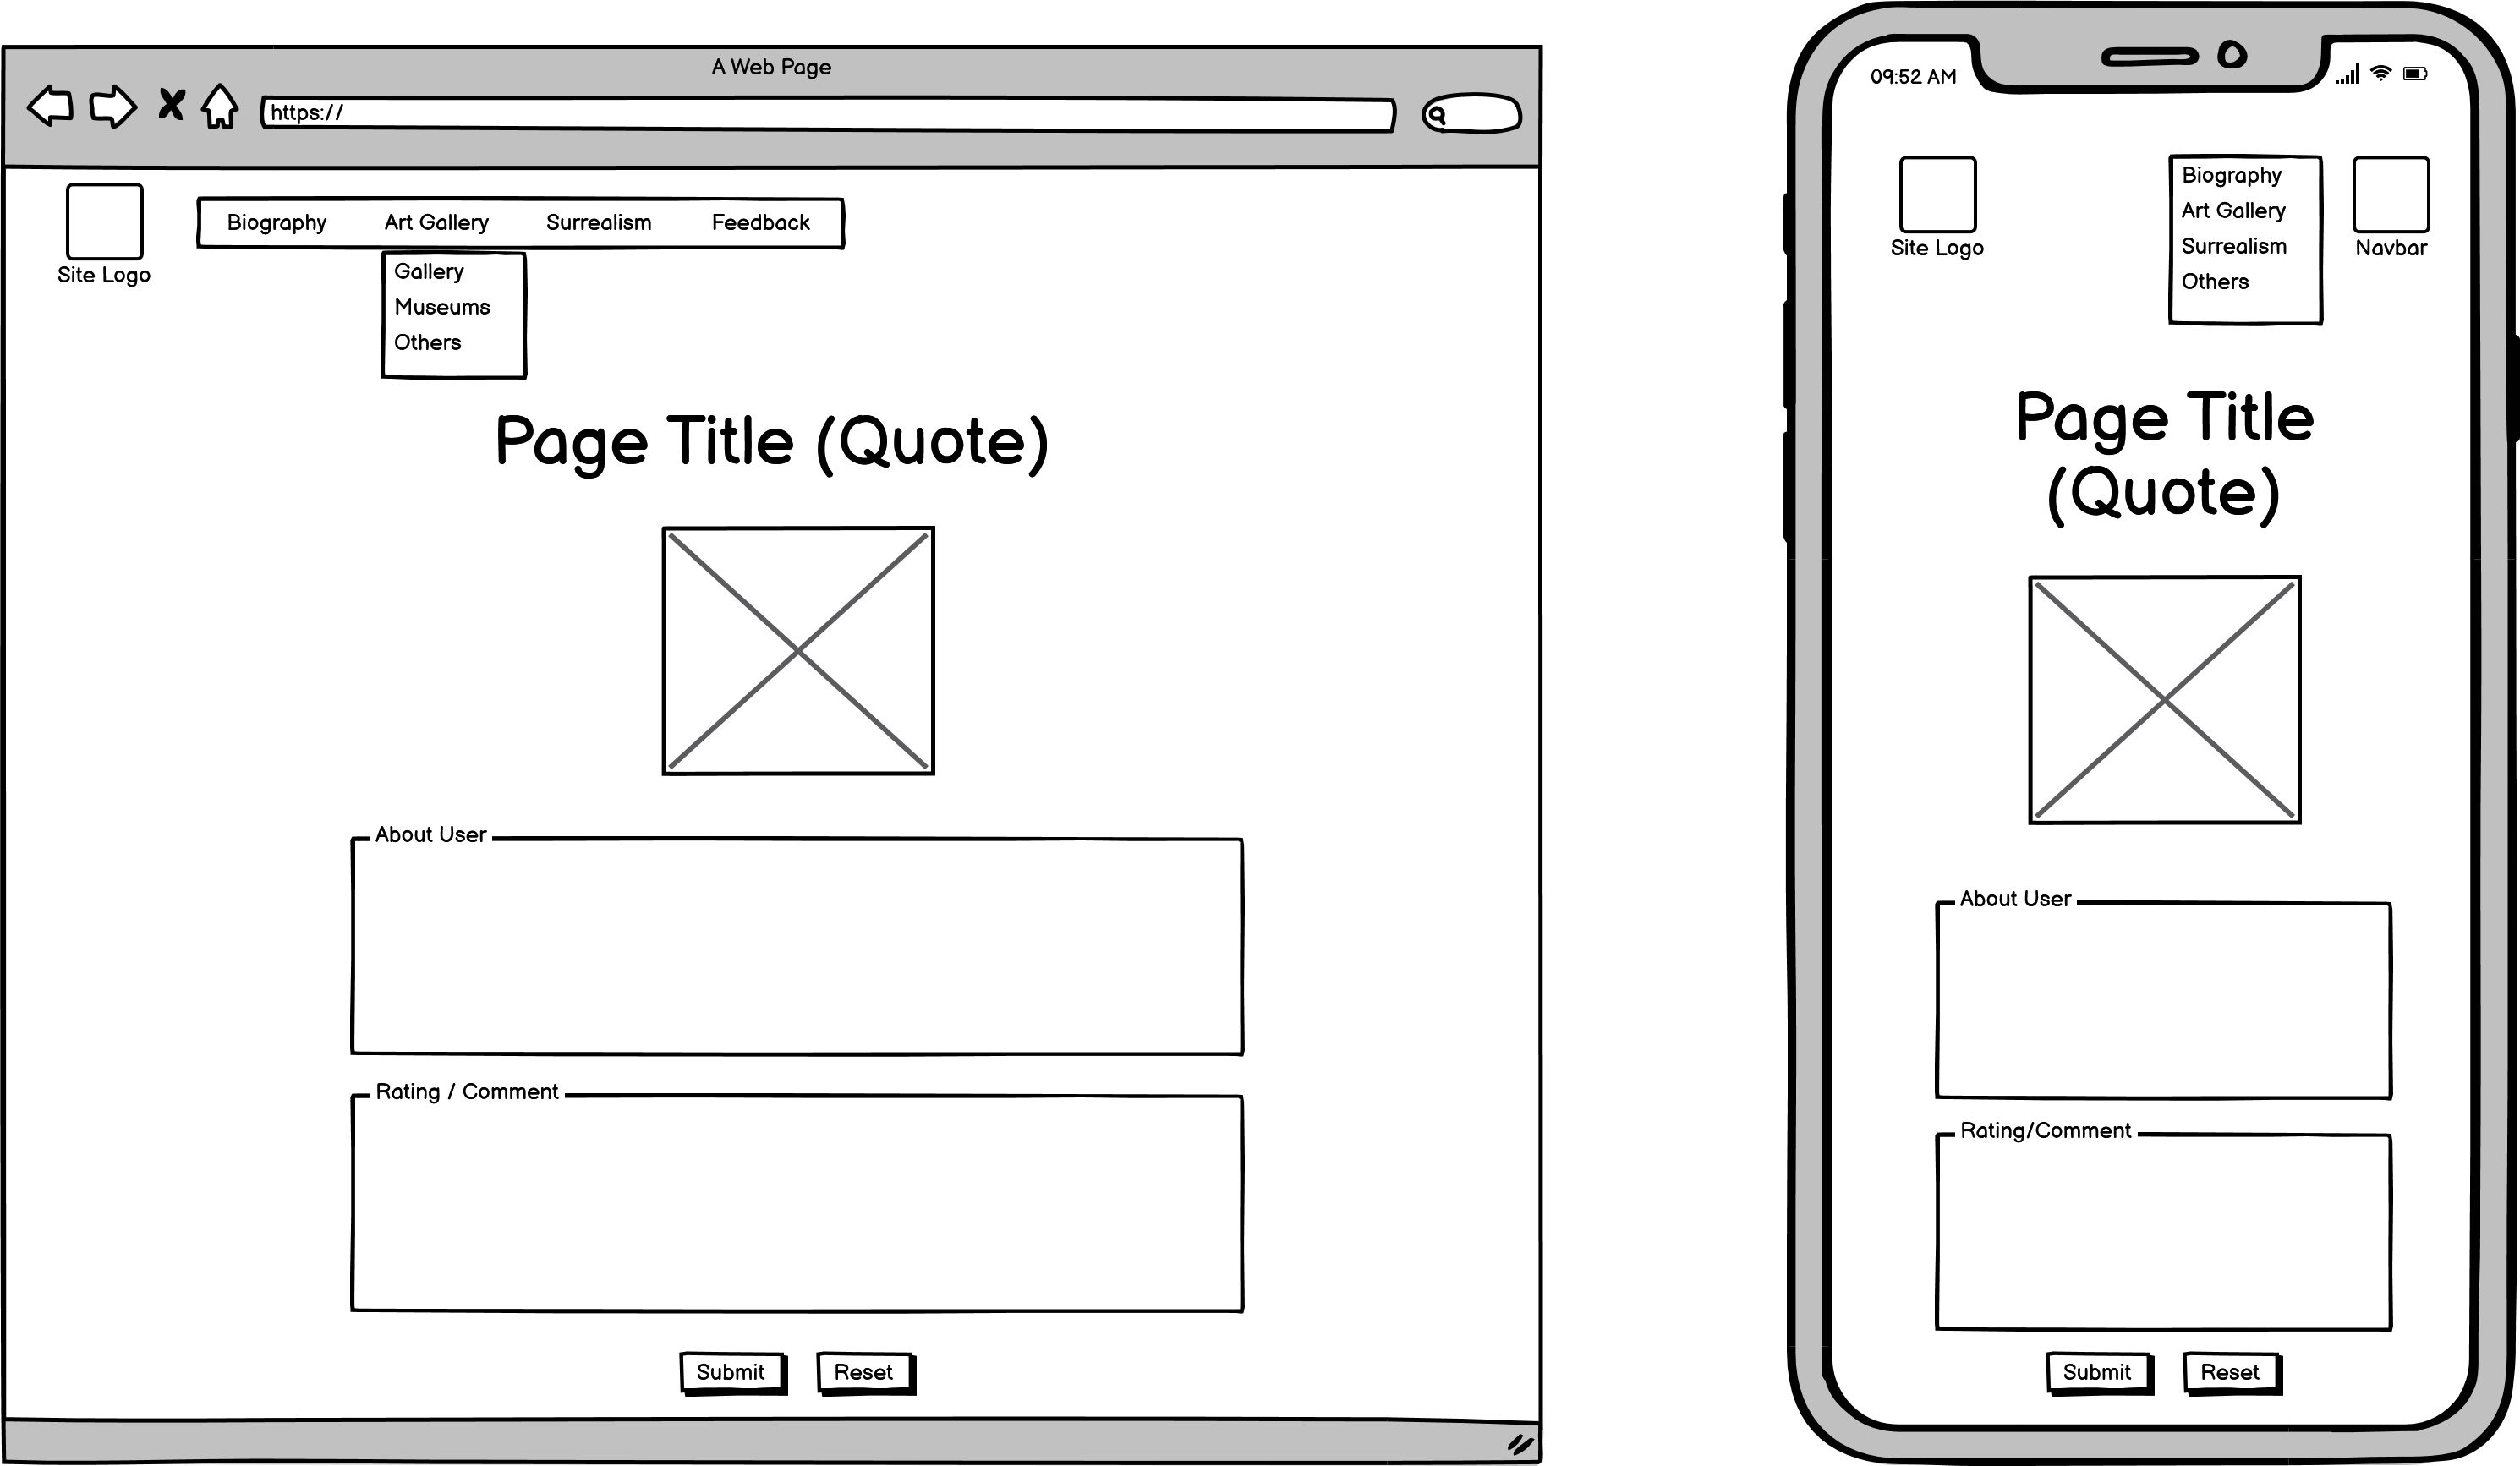 A Web Page
https://
Biography Art Gallery Surrealism Feedback
Site Logo
Gallery
Museums
Others
Page Title (Quote)
About User
Rating / Comment
Submit Reset
09:52 AM
Site Logo
Biography
Art Gallery
Surrealism
Others
Navbar
Page Title
(Quote)
About User
Rating/Comment
Submit Reset